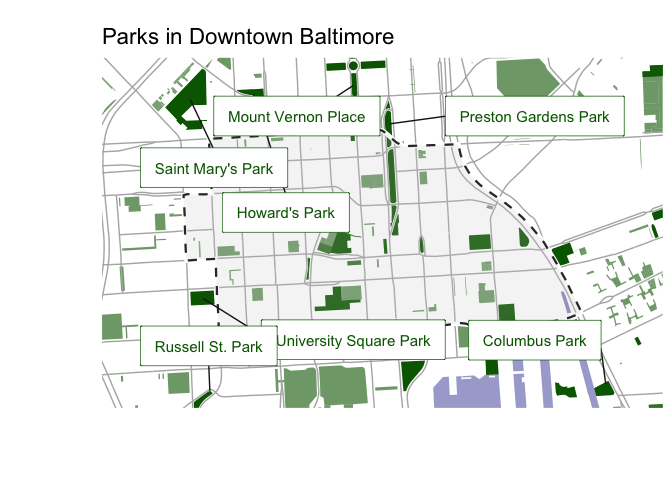 Parks in Downtown Baltimore
Mount Vernon Place
Preston Gardens Park
Saint Mary's Park
Howard's Park
University Square Park
Columbus Park
Russell St. Park